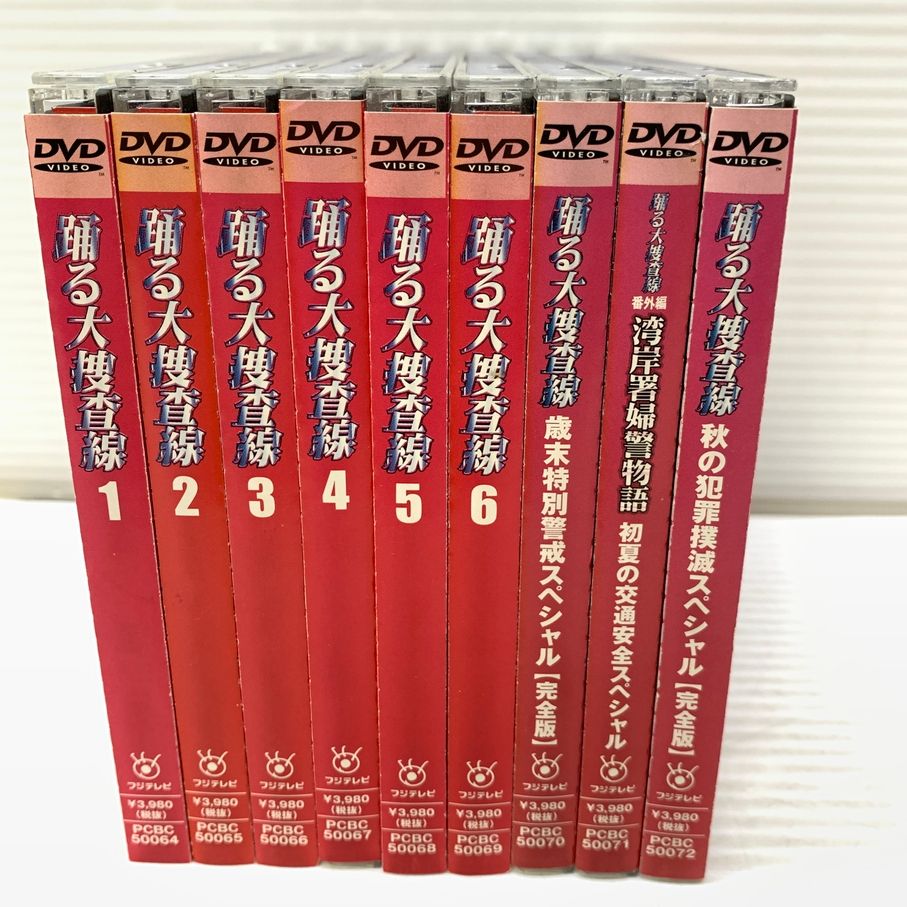 DVD
VIDEO
踊る大捜査線
1
フジテレビ
¥3,980
(税抜)
PCBC
50064
DVD
VIDEO
踊る大捜査線
2
フジテレビ
¥3,980
(税抜)
PCBC
50065
DVD
VIDEO
踊る大捜査線
3
フジテレビ
¥3,980
(税抜)
PCBC
50066
DVD
VIDEO
踊る大捜査線
4
フジテレビ
¥3,980
(税抜)
PCBC
50067
DVD
VIDEO
踊る大捜査線
5
フジテレビ
¥3,980
(税抜)
PCBC
50068
DVD
VIDEO
踊る大捜査線
6
フジテレビ
¥3,980
(税抜)
PCBC
50069
DVD
VIDEO
踊る大捜査線
歳末特別警戒スペシャル【完全版】
フジテレビ
¥3,980
(税抜)
PCBC
50070
DVD
VIDEO
踊る大捜査線
番外編
湾岸署婦警物語
初夏の交通安全スペシャル
フジテレビ
¥3,980
(税抜)
PCBC
50071
DVD
VIDEO
踊る大捜査線
秋の犯罪撲滅スペシャル【完全版】
フジテレビ
¥3,980
(税抜)
PCBC
50072